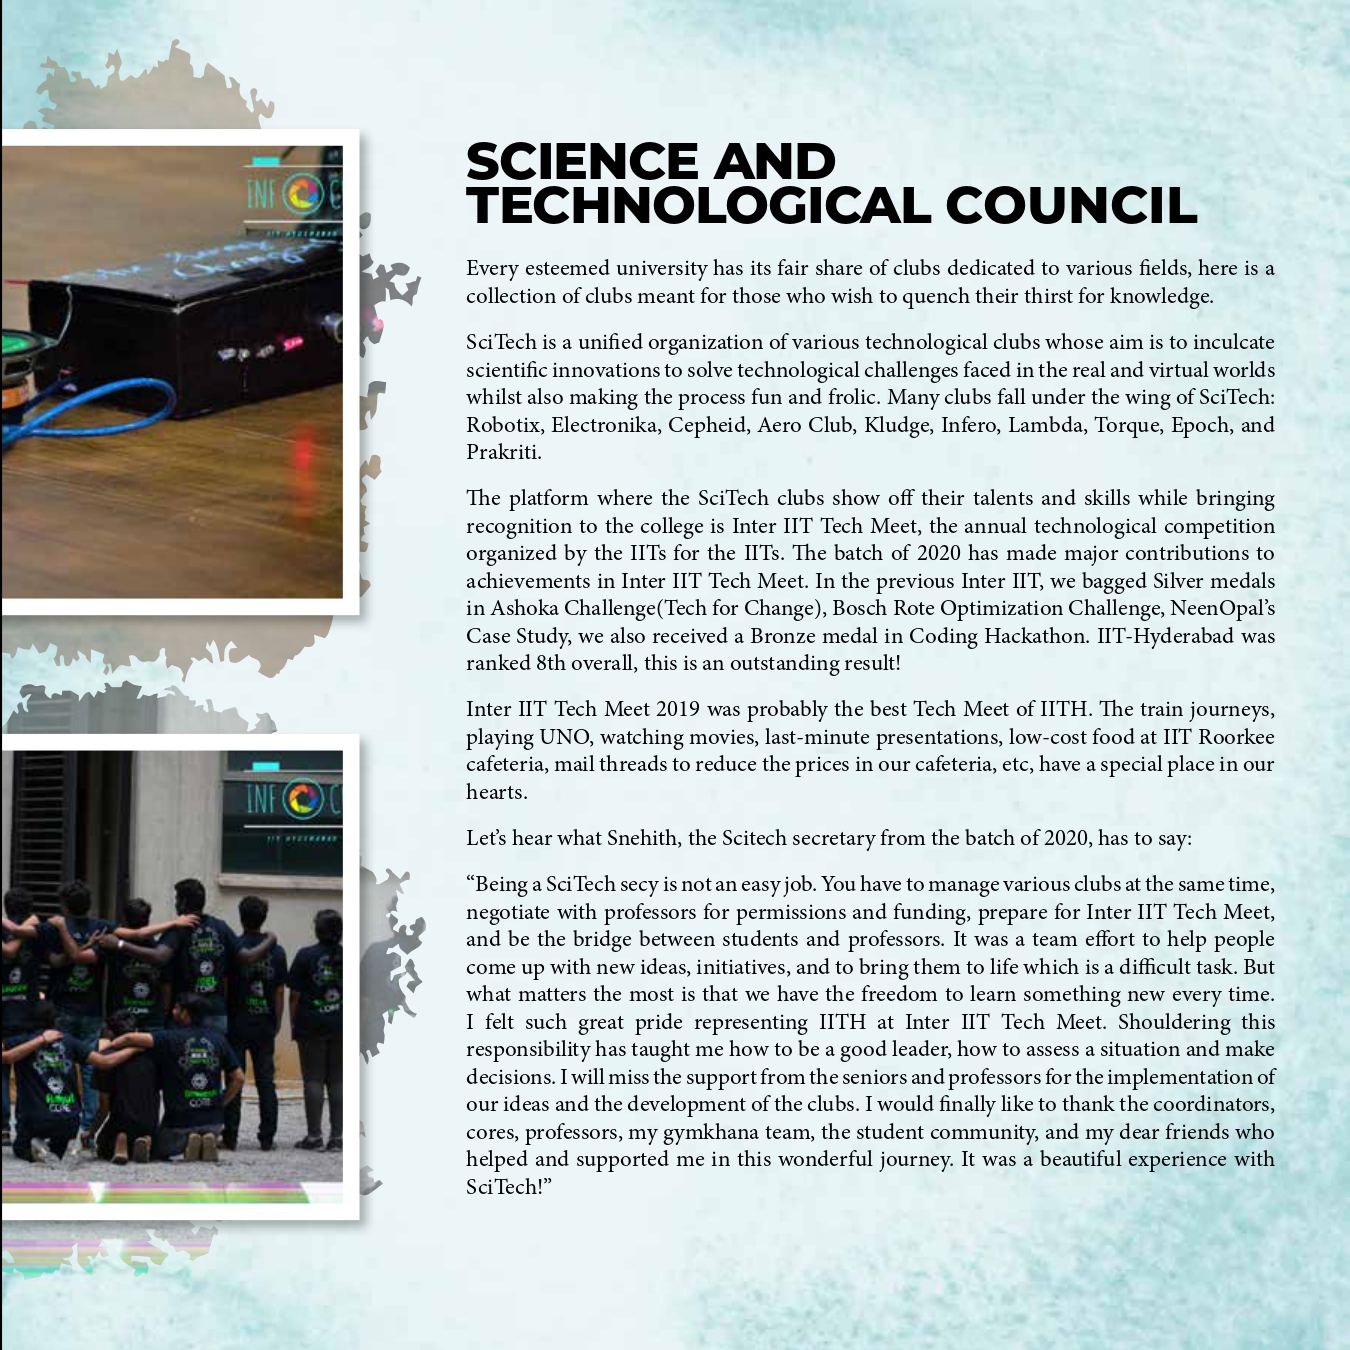 INF
SCIENCE AND
TECHNOLOGICAL COUNCIL
Every esteemed university has its fair share of clubs dedicated to various fields, here is a
collection of clubs meant for those who wish to quench their thirst for knowledge.
SciTech is a unified organization of various technological clubs whose aim is to inculcate
scientific innovations to solve technological challenges faced in the real and virtual worlds
whilst also making the process fun and frolic. Many clubs fall under the wing of SciTech:
Robotix, Electronika, Cepheid, Aero Club, Kludge, Infero, Lambda, Torque, Epoch, and
Prakriti.
The platform where the SciTech clubs show off their talents and skills while bringing
recognition to the college is Inter IIT Tech Meet, the annual technological competition
organized by the IITs for the IITs. The batch of 2020 has made major contributions to
achievements in Inter IIT Tech Meet. In the previous Inter IIT, we bagged Silver medals
in Ashoka Challenge(Tech for Change), Bosch Rote Optimization Challenge, NeenOpal’s
Case Study, we also received a Bronze medal in Coding Hackathon. IIT-Hyderabad was
ranked 8th overall, this is an outstanding result!
Inter IIT Tech Meet 2019 was probably the best Tech Meet of IITH. The train journeys,
playing UNO, watching movies, last-minute presentations, low-cost food at IIT Roorkee
cafeteria, mail threads to reduce the prices in our cafeteria, etc, have a special place in our
hearts.
Let’s hear what Snehith, the Scitech secretary from the batch of 2020, has to say:
“Being a SciTech secy is not an easy job. You have to manage various clubs at the same time,
negotiate with professors for permissions and funding, prepare for Inter IIT Tech Meet,
and be the bridge between students and professors. It was a team effort to help people
come up with new ideas, initiatives, and to bring them to life which is a difficult task. But
what matters the most is that we have the freedom to learn something new every time.
I felt such great pride representing IITH at Inter IIT Tech Meet. Shouldering this
responsibility has taught me how to be a good leader, how to assess a situation and make
decisions. I will miss the support from the seniors and professors for the implementation of
our ideas and the development of the clubs. I would finally like to thank the coordinators,
cores, professors, my gymkhana team, the student community, and my dear friends who
helped and supported me in this wonderful journey. It was a beautiful experience with
SciTech!”
INF
CORE
CORE